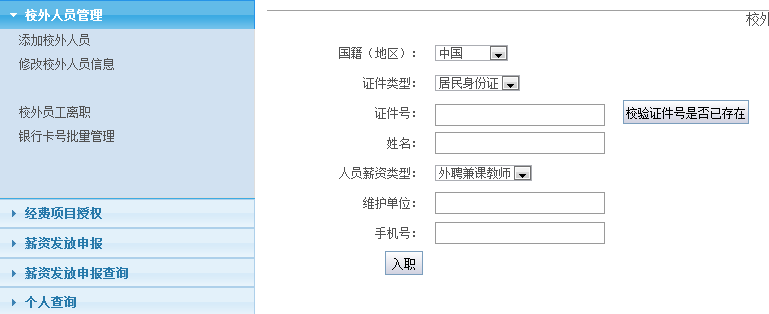 校外人员管理
添加校外人员
修改校外人员信息
校外员工离职
银行卡号批量管理
经费项目授权
薪资发放申报
薪资发放申报查询
个人查询
校外
国籍（地区）： 中国
证件类型： 居民身份证
证件号： 校验证件号是否已存在
姓名：
人员薪资类型： 外聘兼课教师
维护单位：
手机号：
入职